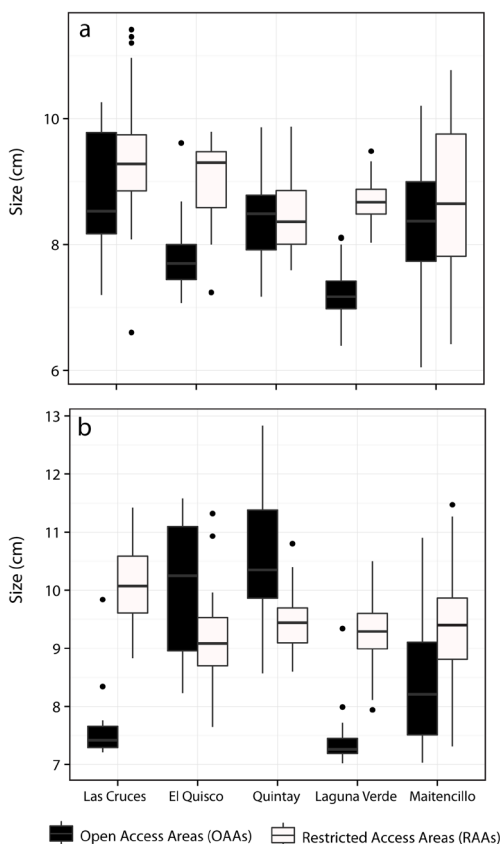 a
Size (cm)
10
8
6
b
Size (cm)
13
12
11
10
9
8
7
Las Cruces El Quisco Quintay Laguna Verde Maitencillo
Open Access Areas (OAAs) Restricted Access Areas (RAAs)